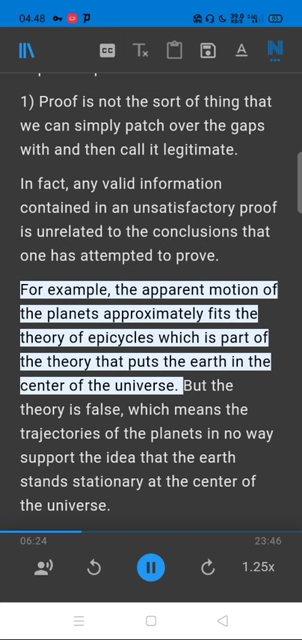 04.48
CC
1) Proof is not the sort of thing that
we can simply patch over the gaps
with and then call it legitimate.
In fact, any valid information
contained in an unsatisfactory proof
is unrelated to the conclusions that
one has attempted to prove.
For example, the apparent motion of
the planets approximately fits the
theory of epicycles which is part of
the theory that puts the earth in the
center of the universe. But the
theory is false, which means the
trajectories of the planets in no way
support the idea that the earth
stands stationary at the center of
the universe.
06:24
23:46
1.25x